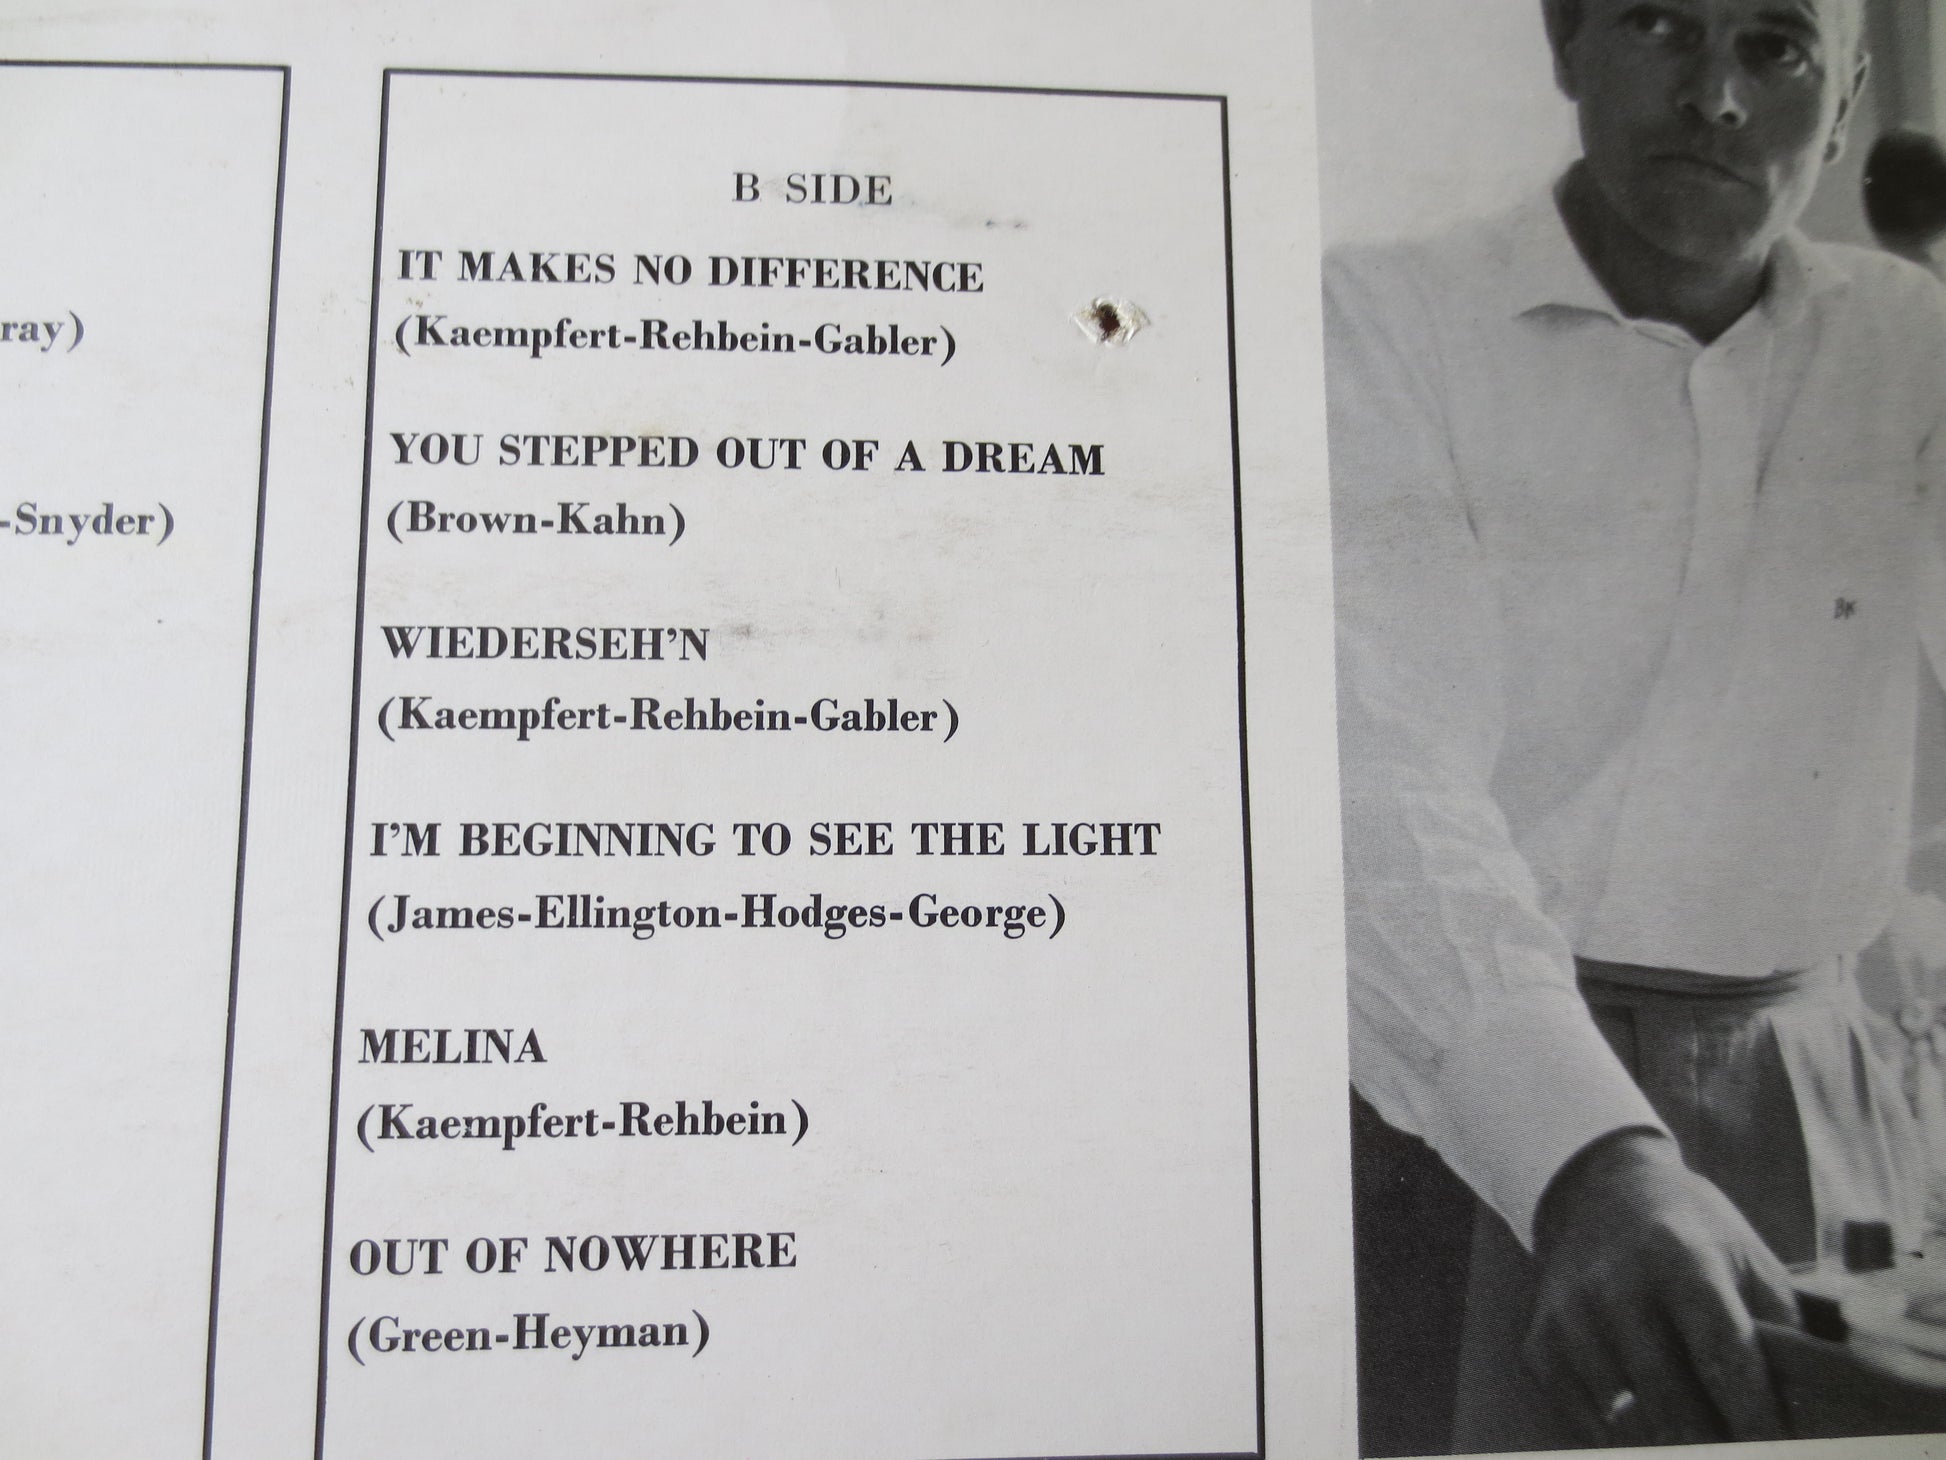 ray)
-Snyder)
B SIDE
IT MAKES NO DIFFERENCE
(Kaempfert-Rehbein-Gabler)
YOU STEPPED OUT OF A DREAM
(Brown-Kahn)
WIEDERSEH'N
(Kaempfert-Rehbein-Gabler)
I'M BEGINNING TO SEE THE LIGHT
(James-Ellington-Hodges-George)
MELINA
(Kaempfert-Rehbein)
OUT OF NOWHERE
(Green-Heyman)
BK